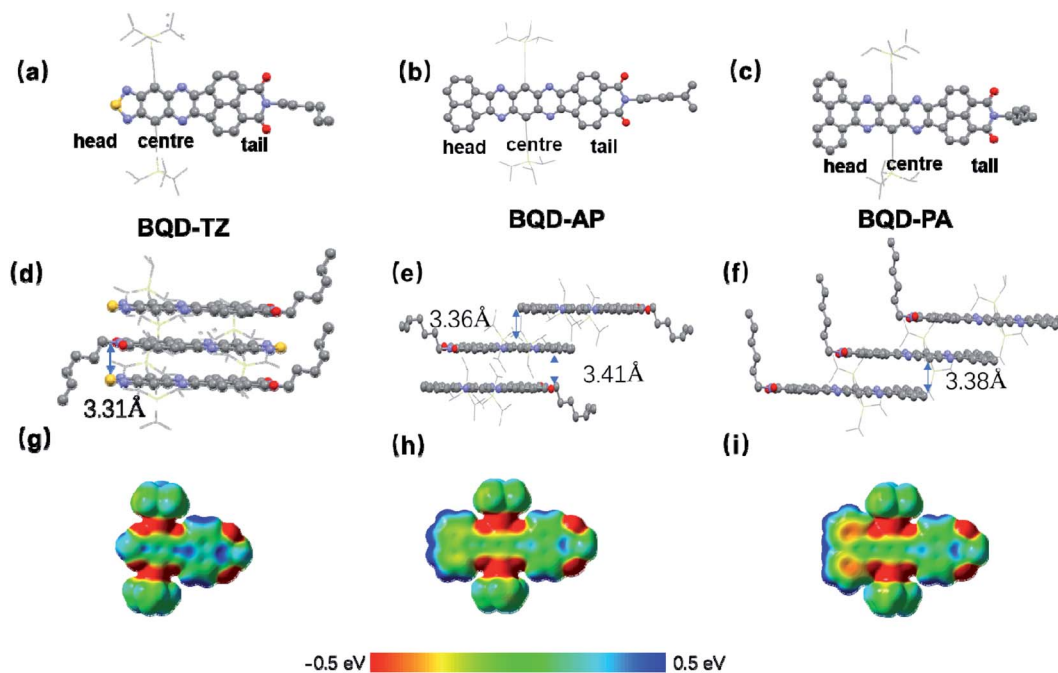 (a)
(b)
(c)
head centre tail
head centre tail
head centre tail
BQD-TZ
BQD-AP
BQD-PA
(d)
(e)
(f)
3.31Å
3.36Å
3.41Å
3.38Å
(g)
(h)
(i)
-0.5 eV
0.5 eV